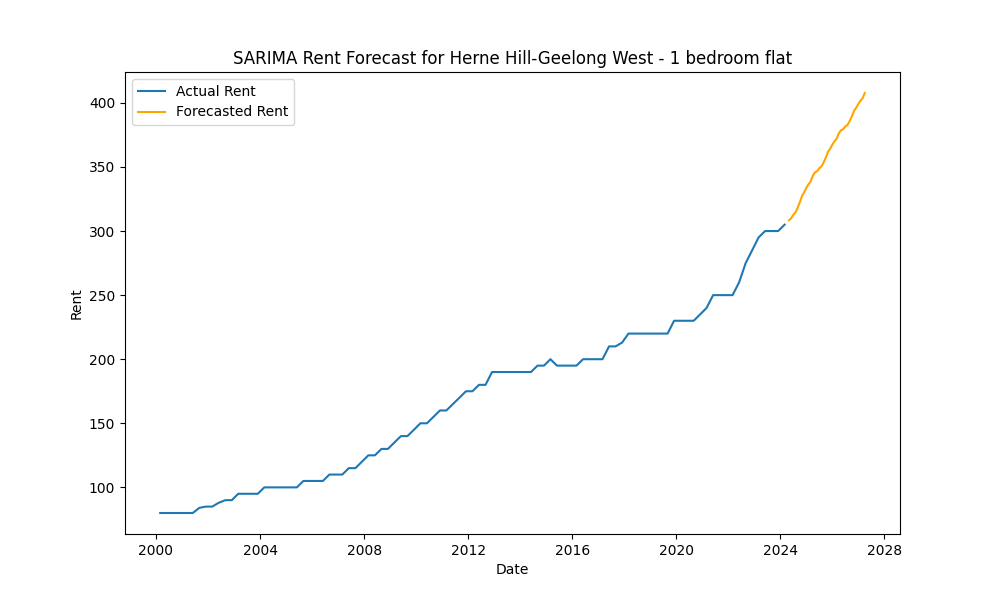 SARIMA Rent Forecast for Herne Hill-Geelong West - 1 bedroom flat
Actual Rent
Forecasted Rent
400
350
300
250
200
150
100
Rent
2000 2004 2008 2012 2016 2020 2024 2028
Date